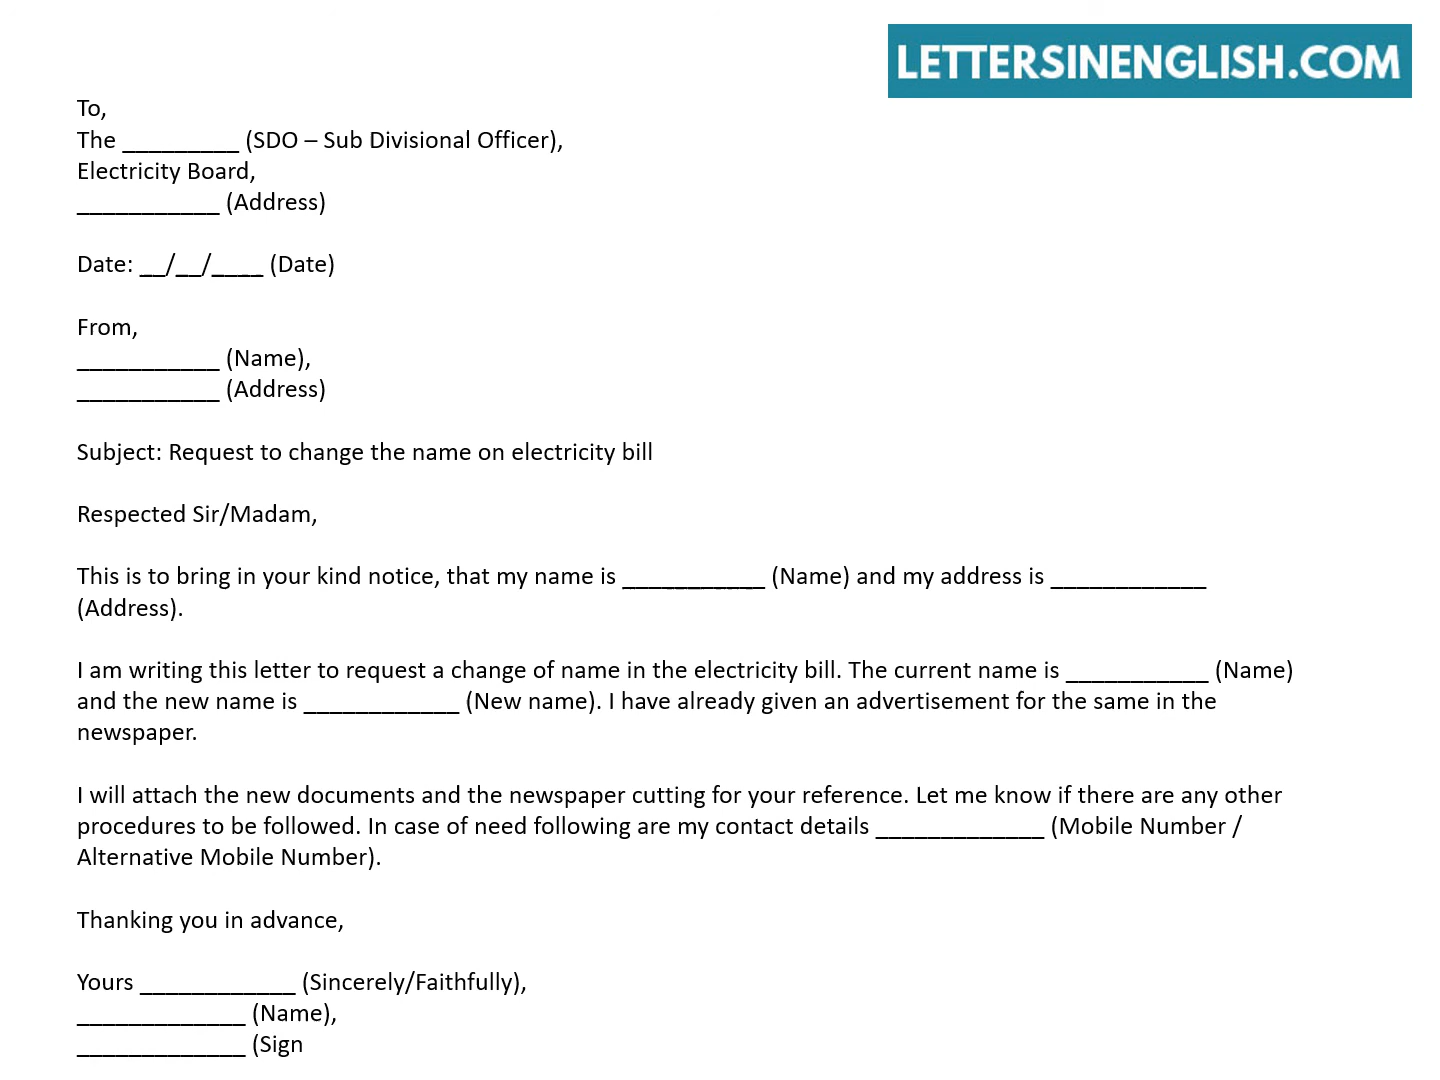 LETTERSINENGLISH.COM
To,
The _________ (SDO – Sub Divisional Officer),
Electricity Board,
___________ (Address)
Date: __/__/____ (Date)
From,
___________ (Name),
___________ (Address)
Subject: Request to change the name on electricity bill
Respected Sir/Madam,
This is to bring in your kind notice, that my name is ___________ (Name) and my address is ____________
(Address).
I am writing this letter to request a change of name in the electricity bill. The current name is ___________ (Name)
and the new name is ____________ (New name). I have already given an advertisement for the same in the
newspaper.
I will attach the new documents and the newspaper cutting for your reference. Let me know if there are any other
procedures to be followed. In case of need following are my contact details _____________ (Mobile Number /
Alternative Mobile Number).
Thanking you in advance,
Yours ____________ (Sincerely/Faithfully),
_____________ (Name),
_____________ (Sign